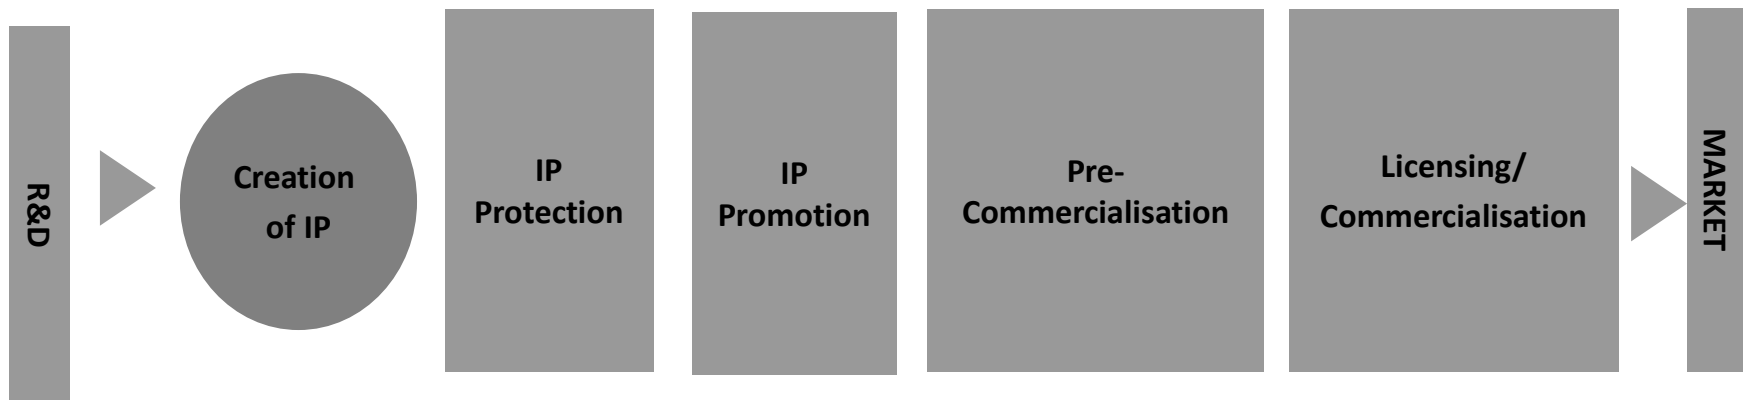 R&D
Creation
of IP
IP
Protection
IP
Promotion
Pre-
Commercialisation
Licensing/
Commercialisation
MARKET